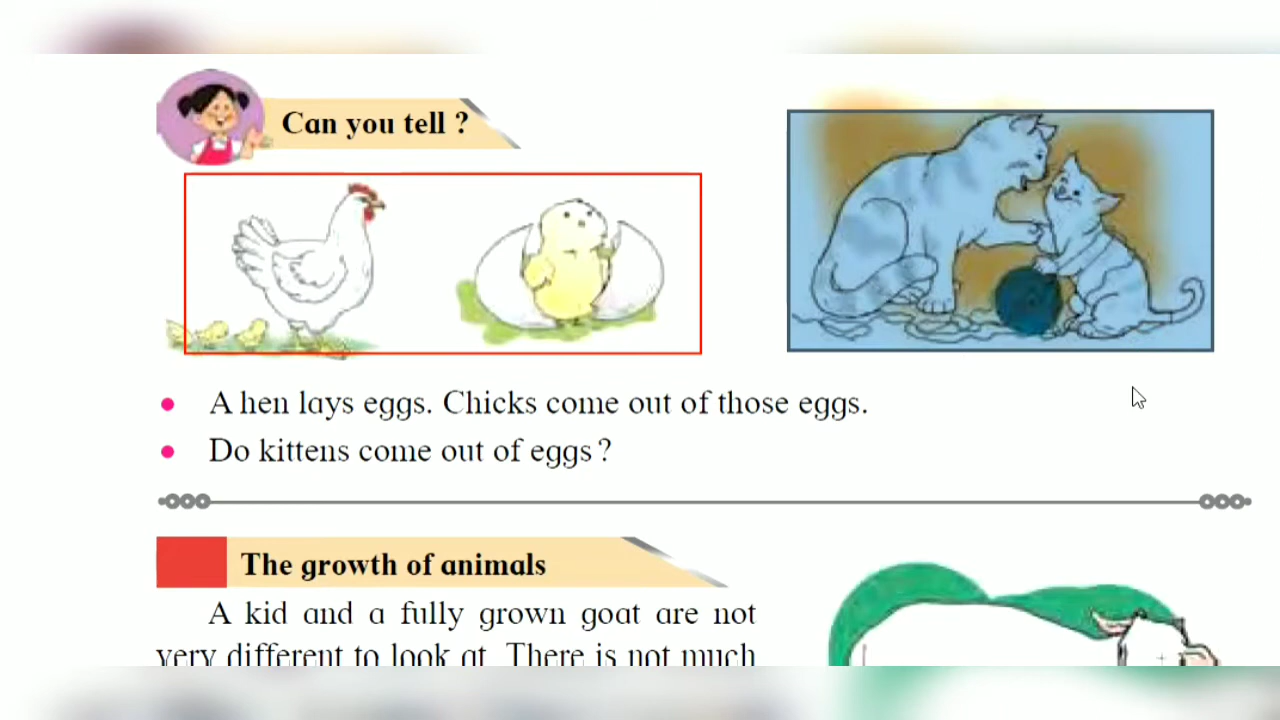 Can you tell ?
A hen lays eggs. Chicks come out of those eggs.
Do kittens come out of eggs ?
The growth of animals
A kid and a fully grown goat are not
very different to look at. There is not much